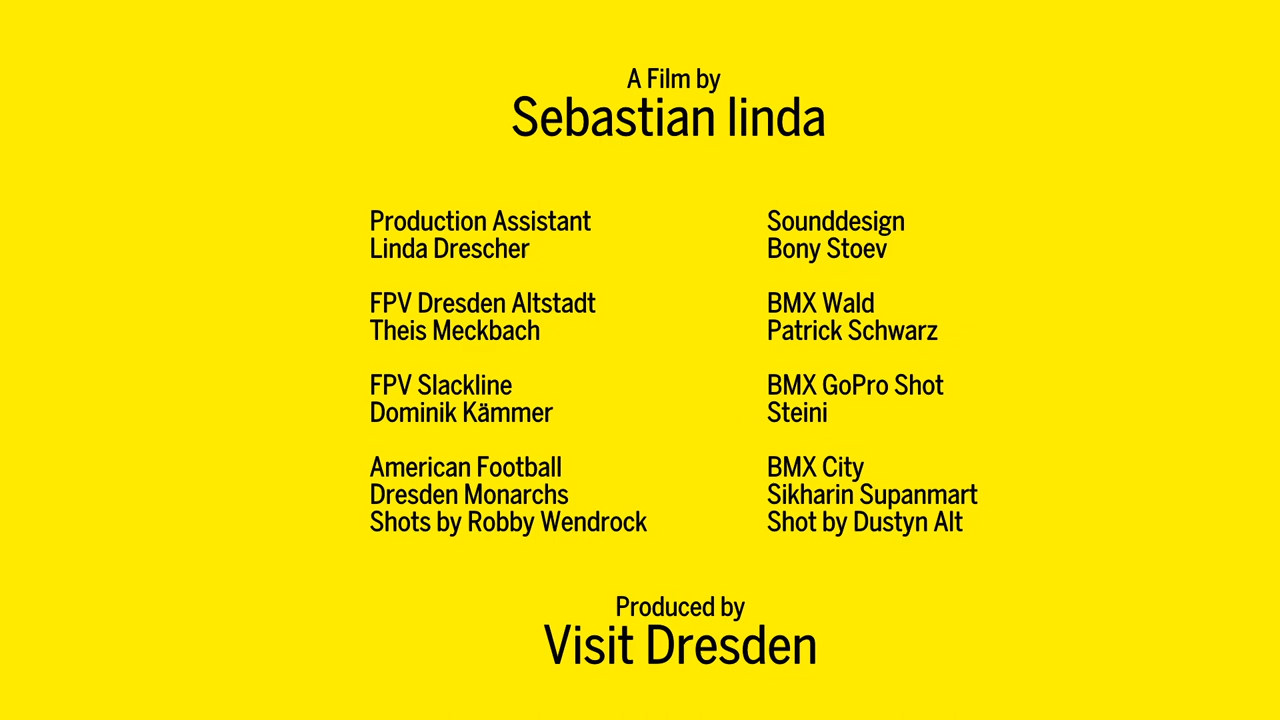 A Film by
Sebastian linda
Production Assistant
Linda Drescher
FPV Dresden Altstadt
Theis Meckbach
FPV Slackline
Dominik Kämmer
American Football
Dresden Monarchs
Shots by Robby Wendrock
Sounddesign
Bony Stoev
BMX Wald
Patrick Schwarz
BMX GoPro Shot
Steini
BMX City
Sikharin Supanmart
Shot by Dustyn Alt
Produced by
Visit Dresden